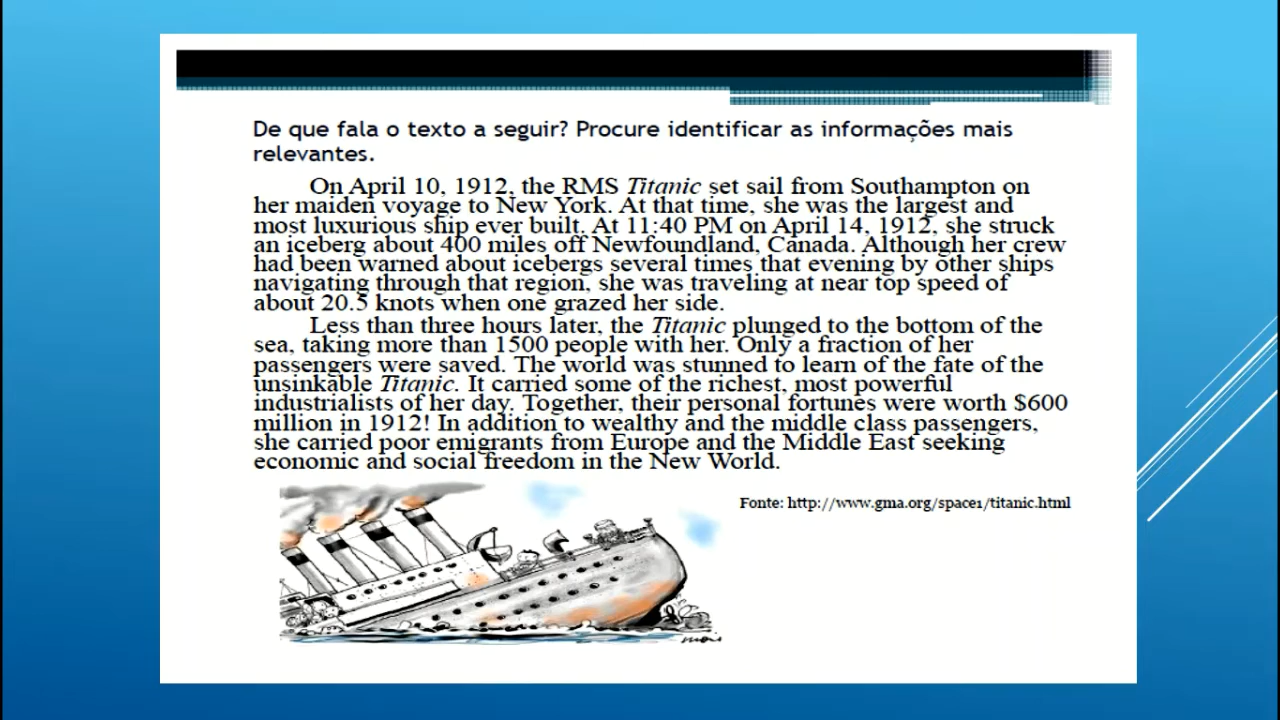 De que fala o texto a seguir? Procure identificar as informações mais
relevantes.
On April 10, 1912, the RMS Titanic set sail from Southampton on
her maiden voyage to New York. At that time, she was the largest and
most luxurious ship ever built. At 11:40 PM on April 14, 1912, she struck
an iceberg about 400 miles off Newfoundland, Canada. Although her crew
had been warned about icebergs several times that evening by other ships
navigating through that region, she was traveling at near top speed of
about 20.5 knots when one grazed her side.
Less than three hours later, the Titanic plunged to the bottom of the
sea, taking more than 1500 people with her. Only a fraction of her
passengers were saved. The world was stunned to learn of the fate of the
unsinkable Titanic. It carried some of the richest, most powerful
industrialists of her day. Together, their personal fortunes were worth $600
million in 1912! In addition to wealthy and the middle class passengers,
she carried poor emigrants from Europe and the Middle East seeking
economic and social freedom in the New World.
Fonte: http://www.gma.org/space1/titanic.html